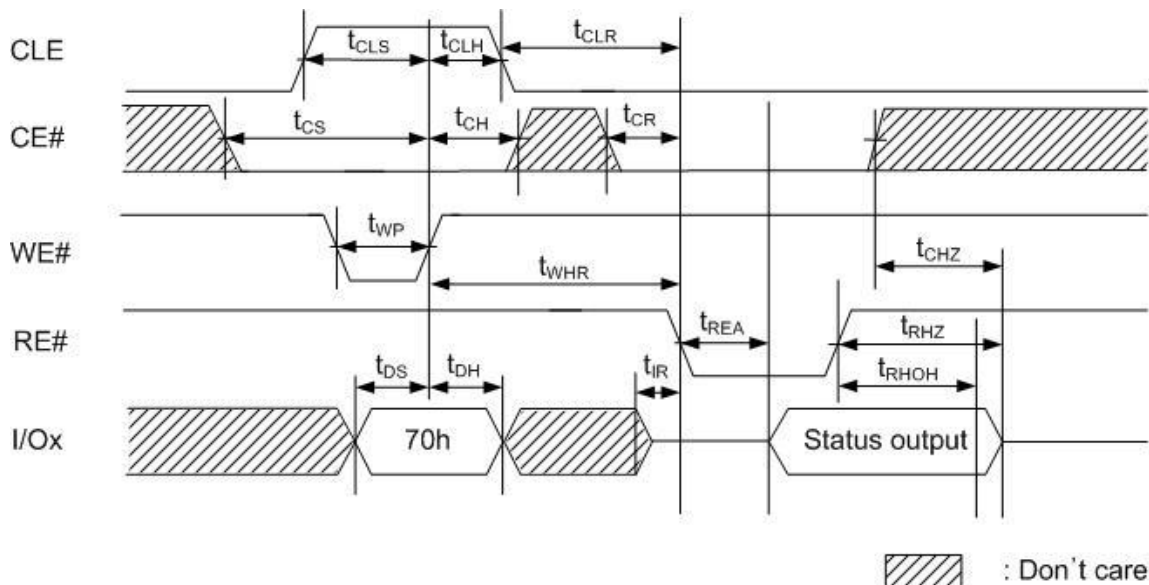 CLE
tCLS
tCLH
tCLR
CE#
tCS
tCH
tCR
WE#
tWP
tWHR
tCHZ
RE#
tREA
tRHZ
tDS
tDH
tIR
tRHOH
I/Ox
70h
Status output
: Don`t care